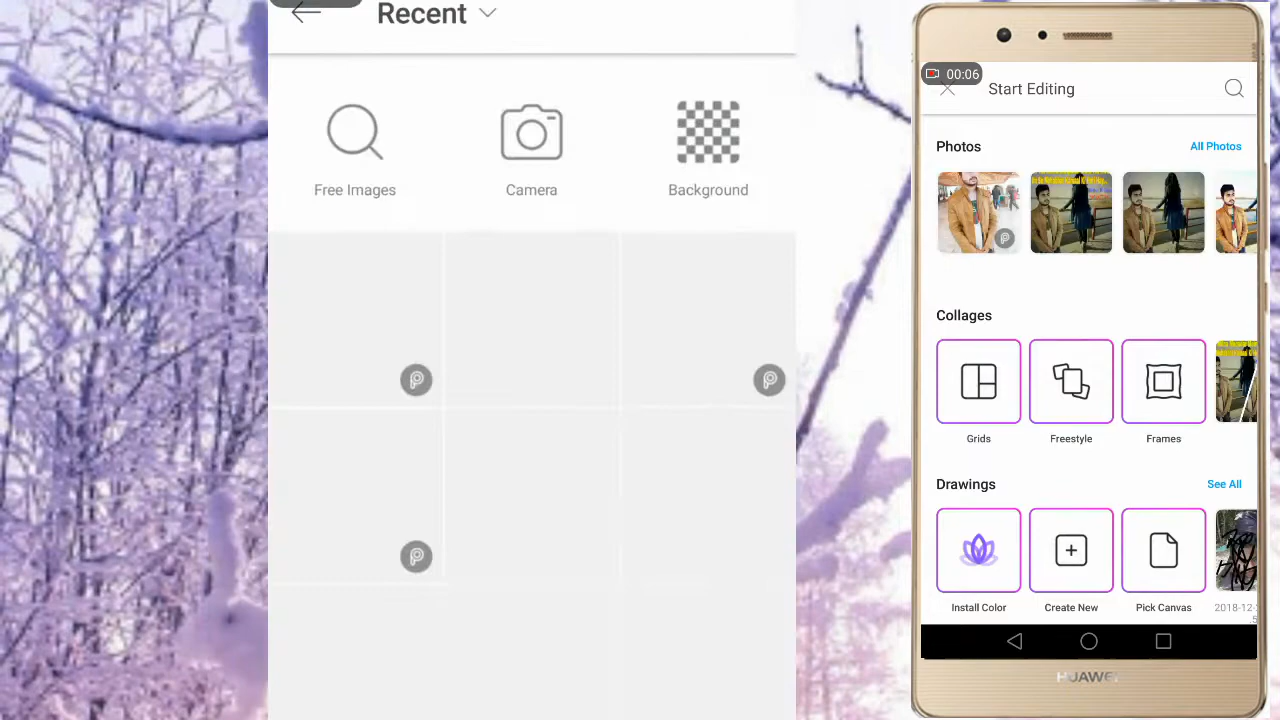 Recent
Free Images
Camera
Background
00:06
Start Editing
Photos
All Photos
Collages
Grids
Freestyle
Frames
Drawings
See All
Install Color
Create New
Pick Canvas
2018-12-
HUAWEI